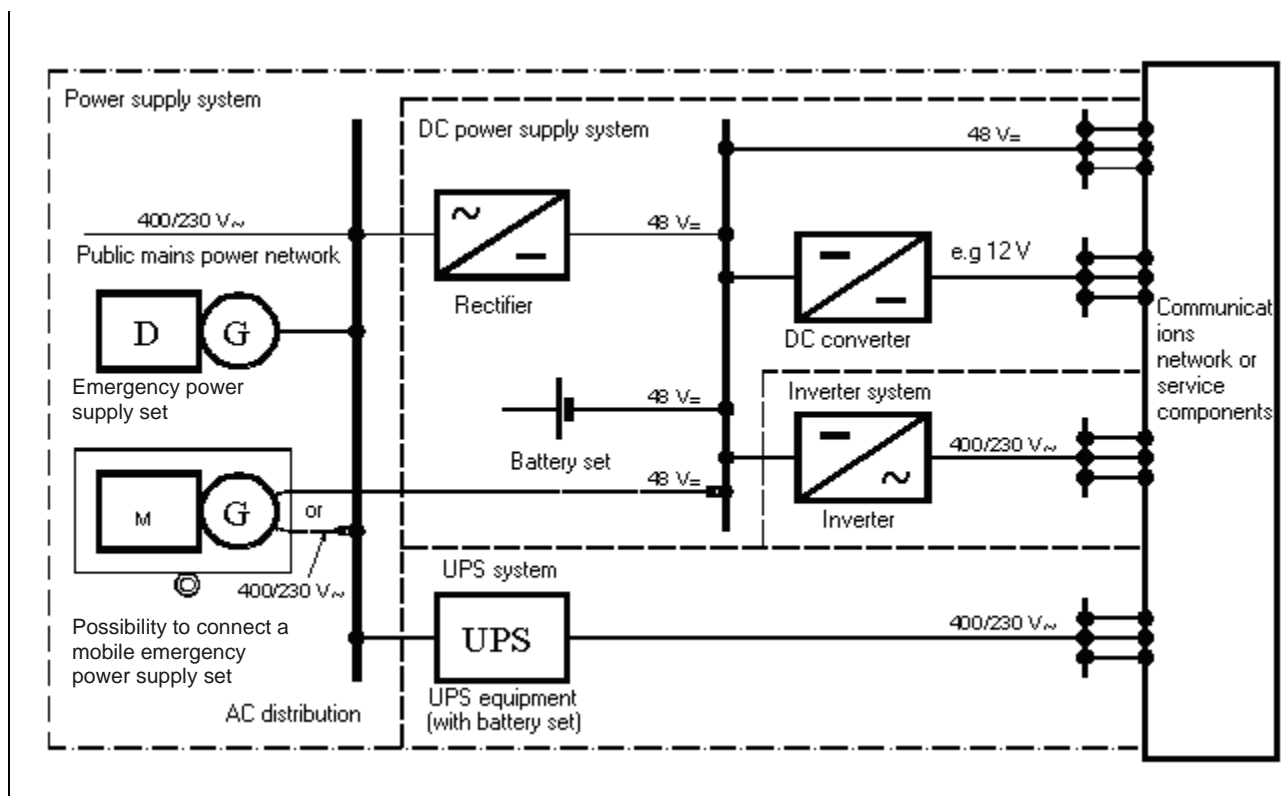 Power supply system
DC power supply system
48 V=
400/230 V~
48 V=
Public mains power network
~
–
Rectifier
–
–
e.g 12 V
DC converter
D
G
Emergency power
supply set
Communicat
ions
network or
service
components
48 V=
Battery set
Inverter system
–
~
400/230 V~
Inverter
48 V=
M
G
or
400/230 V~
Possibility to connect a
mobile emergency
power supply set
UPS system
UPS
400/230 V~
UPS equipment
(with battery set)
AC distribution